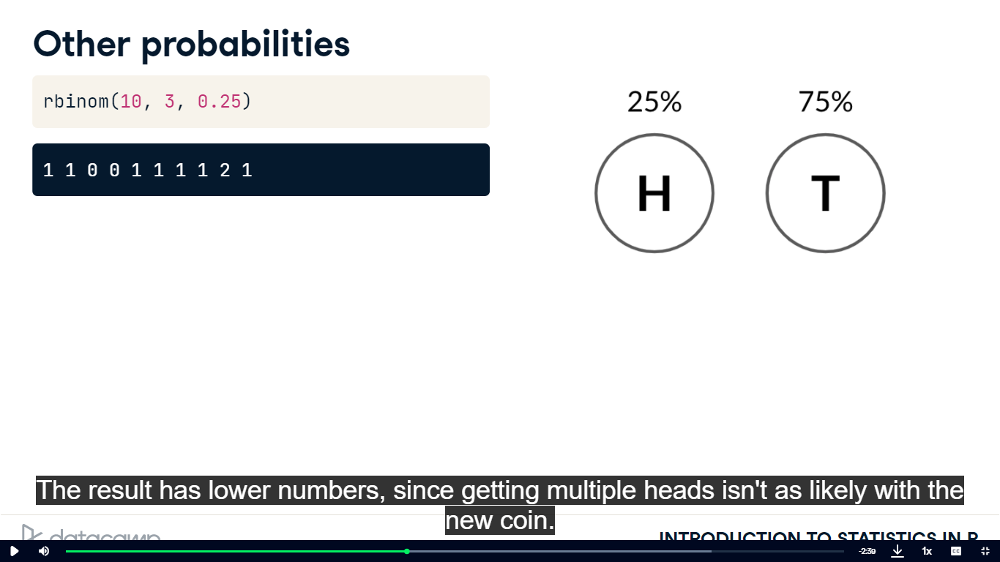 Other probabilities
rbinom(10, 3, 0.25)
1 1 0 0 1 1 1 1 2 1
25% 75%
H T
The result has lower numbers, since getting multiple heads isn't as likely with the
new coin.
datacamp
INTRODUCTION TO STATISTICS IN R
-2:39 1x CC